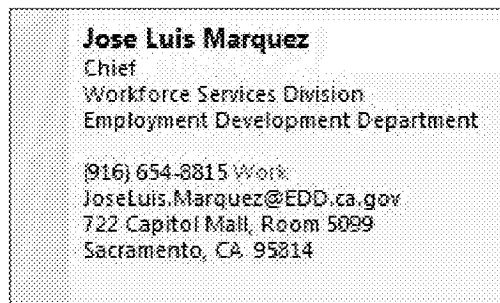 Jose Luis Marquez
Chief
Workforce Services Division
Employment Development Department
(916) 654-8815 Work
JoseLuis.Marquez@EDD.ca.gov
722 Capitol Mall, Room 5099
Sacramento, CA 95814